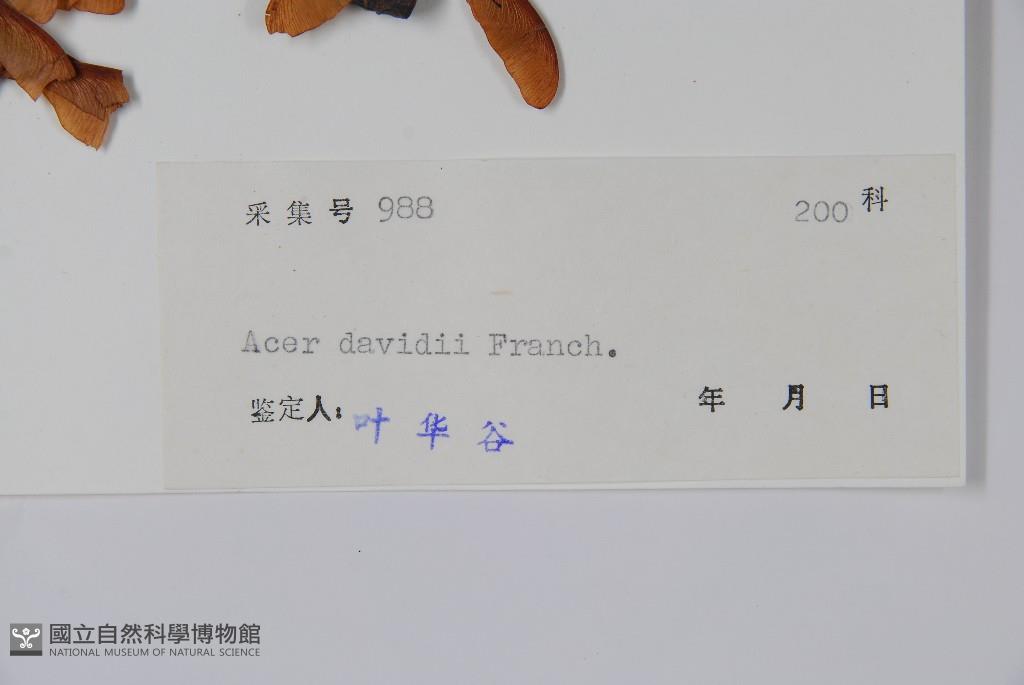 采集号 988 200 科
Acer davidii Franch.
鉴定人: 叶华谷 年 月 日
國立自然科學博物館
NATIONAL MUSEUM OF NATURAL SCIENCE